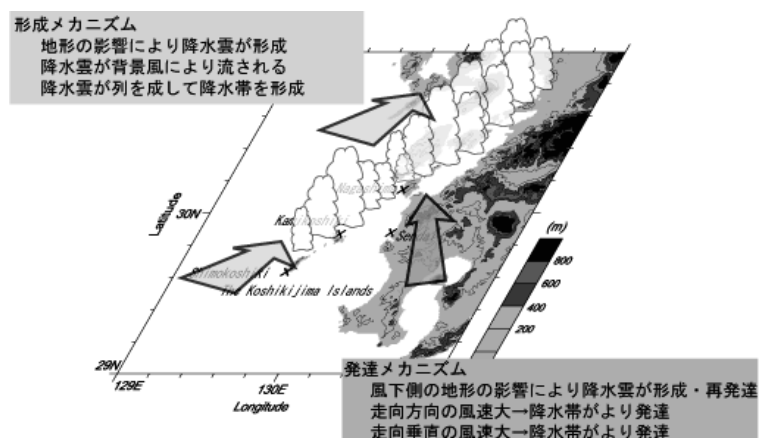 形成メカニズム
地形の影響により降水雲が形成
降水雲が背景風により流される
降水雲が列を成して降水帯を形成
Nagashima
30N
Latitude
Kamikoshiki
Sendai
(m)
800
600
400
200
Shimokoshiki
The Koshikijima Islands
29N
129E
130E
Longitude
発達メカニズム
風下側の地形の影響により降水雲が形成・再発達
走向方向の風速大→降水帯がより発達
走向垂直の風速大→降水帯がより発達